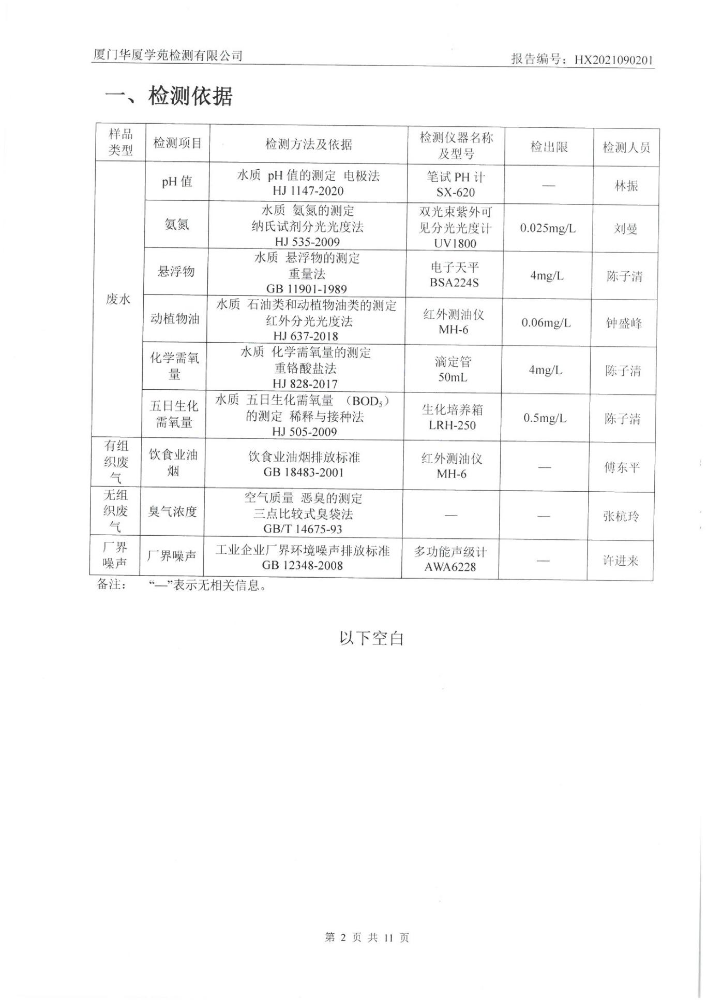 厦门华厦学苑检测有限公司
报告编号：HX2021090201
一、检测依据
样品
类型
检测项目
检测方法及依据
检测仪器名称
及型号
检出限
检测人员
废水
pH 值
水质 pH 值的测定 电极法
HJ 1147-2020
笔试 PH 计
SX-620
—
林振
氨氮
水质 氨氮的测定
纳氏试剂分光光度法
HJ 535-2009
双光束紫外可
见分光光度计
UV1800
0.025mg/L
刘曼
悬浮物
水质 悬浮物的测定
重量法
GB 11901-1989
电子天平
BSA224S
4mg/L
陈子清
动植物油
水质 石油类和动植物油类的测定
红外分光光度法
HJ 637-2018
红外测油仪
MH-6
0.06mg/L
钟盛峰
化学需氧
量
水质 化学需氧量的测定
重铬酸盐法
HJ 828-2017
滴定管
50mL
4mg/L
陈子清
五日生化
需氧量
水质 五日生化需氧量 （BOD₅）
的测定 稀释与接种法
HJ 505-2009
生化培养箱
LRH-250
0.5mg/L
陈子清
有组
织废
气
饮食业油
烟
饮食业油烟排放标准
GB 18483-2001
红外测油仪
MH-6
—
傅东平
无组
织废
气
臭气浓度
空气质量 恶臭的测定
三点比较式臭袋法
GB/T 14675-93
—
—
张杭玲
厂界
噪声
厂界噪声
工业企业厂界环境噪声排放标准
GB 12348-2008
多功能声级计
AWA6228
—
许进来
备注： “—”表示无相关信息。
以下空白
第 2 页 共 11 页